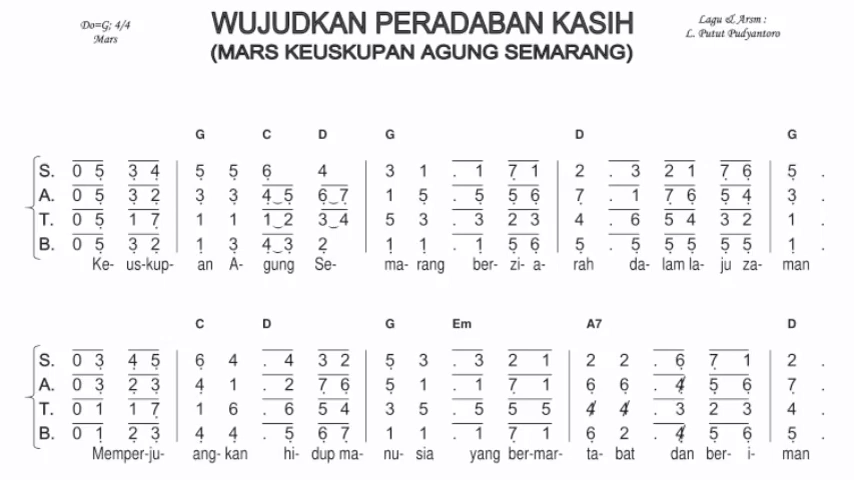 Do=G; 4/4
Mars
WUJUDKAN PERADABAN KASIH
(MARS KEUSKUPAN AGUNG SEMARANG)
Lagu & Arsm :
L. Putut Pudyantoro
G C D G D G
S. 0 5̣ 3̣ 4̣ | 5̣ 5̣ 6̣ 4 | 3 1 . 1 7̣ 1 | 2 . 3 2 1 7̣ 6̣ | 5̣ .
A. 0 5̣ 3̣ 2̣ | 3̣ 3̣ 4̣ 5̣ 6̣ 7̣ | 1 5̣ . 5̣ 5̣ 6̣ | 7̣ . 1 7̣ 6̣ 5̣ 4̣ | 3̣ .
T. 0 5̣ 1 7̣ | 1 1 1 2 3 4 | 5 3 . 3 2 3 | 4 . 6 5 4 3 2 | 1 .
B. 0 5̣ 3̣ 2̣ | 1̣ 3̣ 4̣ 3̣ 2 | 1̣ 1̣ . 1̣ 5̣ 6̣ | 5̣ . 5̣ 5̣ 5̣ 5̣ 5̣ | 1̣ .
Ke- us-kup- an A- gung Se- ma- rang ber- zi- a- rah da- lam la- ju za- man
C D G Em A7 D
S. 0 3̣ 4̣ 5̣ | 6̣ 4 . 4 3 2 | 5̣ 3 . 3 2 1 | 2 2 . 6̣ 7̣ 1 | 2 .
A. 0 3̣ 2̣ 3̣ | 4̣ 1 . 2 7̣ 6̣ | 5̣ 1 . 1 7̣ 1 | 6̣ 6̣ . 4̸̣ 5̣ 6̣ | 7̣ .
T. 0 1 1 7̣ | 1 6 . 6 5 4 | 3 5 . 5 5 5 | 4̸ 4̸ . 3 2 3 | 4 .
B. 0 1̣ 2̣ 3̣ | 4̣ 4̣ . 5̣ 6̣ 7̣ | 1 1 . 1 7̣ 1 | 6̣ 2 . 4̸̣ 5̣ 6̣ | 5̣ .
Memper-ju- ang- kan hi- dup ma- nu- sia yang ber-mar- ta- bat dan ber- i- man